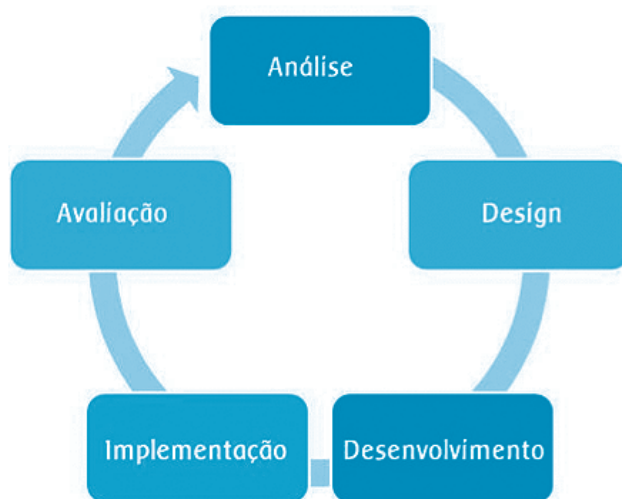 Análise
Design
Desenvolvimento
Implementação
Avaliação